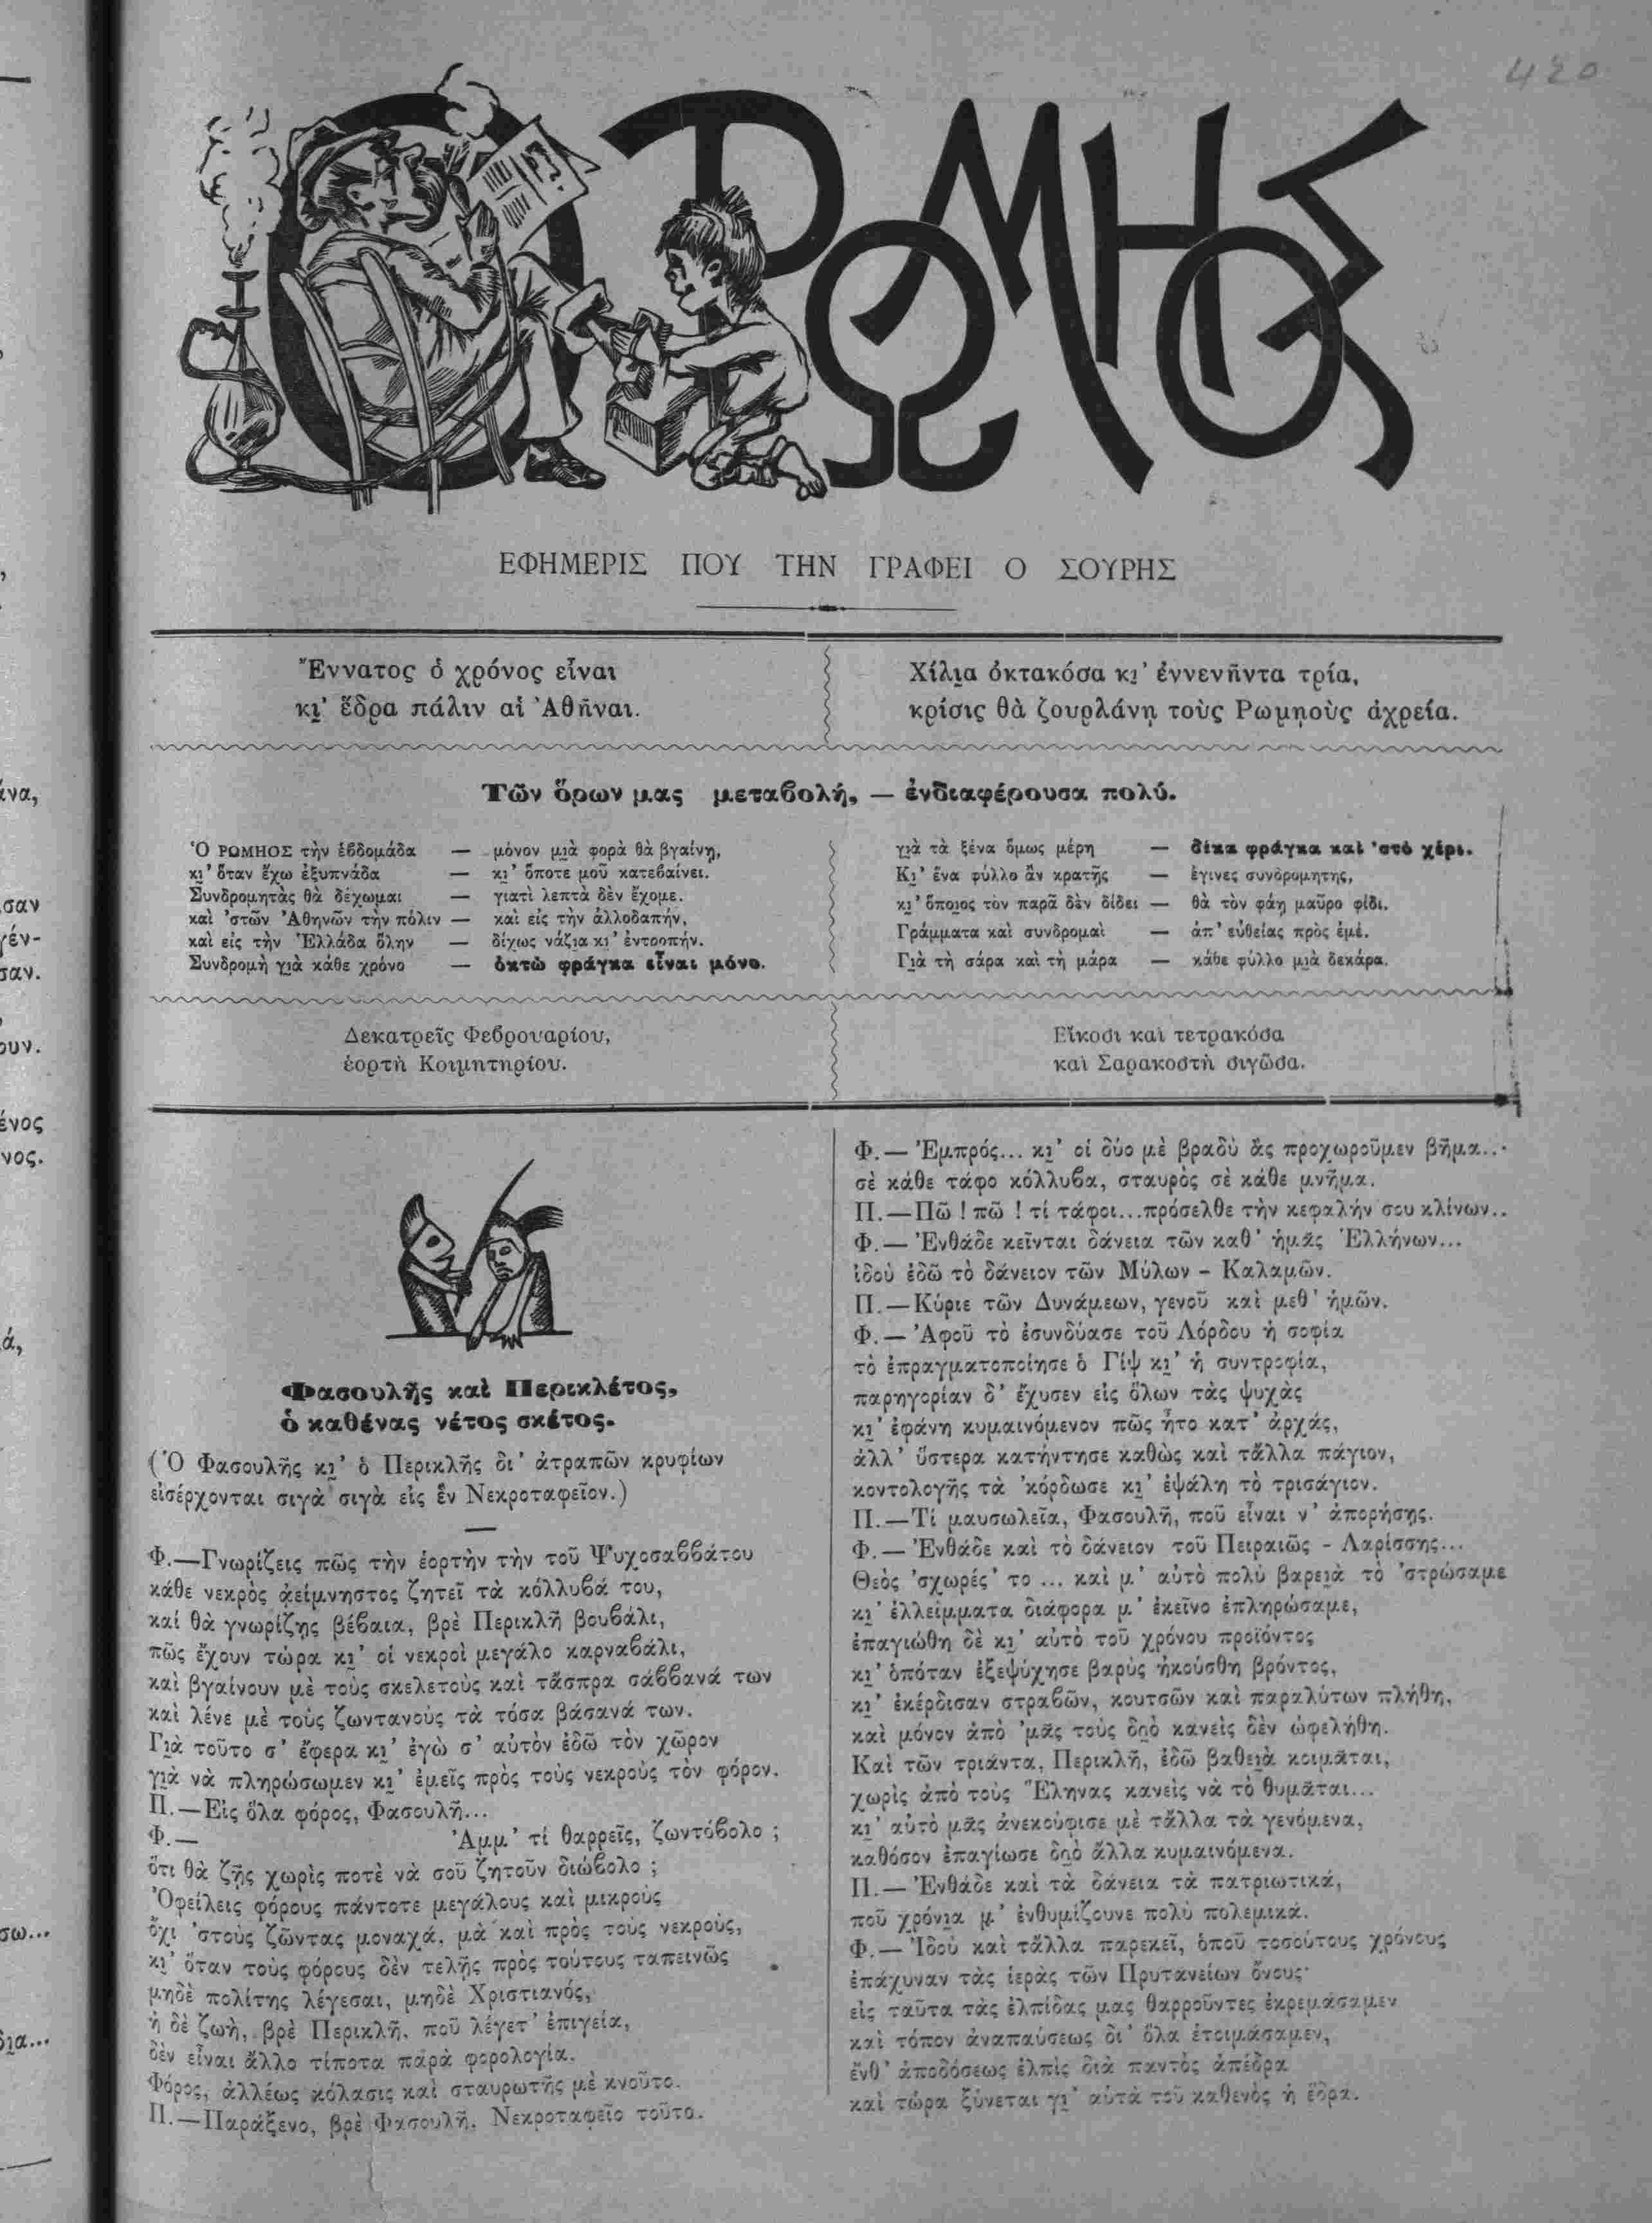 420
Ο ΡΩΜΗΟΣ
ΕΦΗΜΕΡΙΣ ΠΟΥ ΤΗΝ ΓΡΑΦΕΙ Ο ΣΟΥΡΗΣ
Ἔννατος ὁ χρόνος εἶναι
κι̯' ἕδρα πάλιν αἱ Ἀθῆναι.
Χίλια ὀκτακόσα κι̯' ἐννενῆντα τρία,
κρίσις θὰ ζουρλάνῃ τοὺς Ρωμῃοὺς ἀχρεία.
Τῶν ὅρων μας μεταβολή, — ἐνδιαφέρουσα πολύ.
Ὁ ΡΩΜΗΟΣ τὴν ἑβδομάδα — μόνον μιὰ φορὰ θὰ βγαίνῃ,
κι' ὅταν ἔχω ἐξυπνάδα — κι' ὅποτε μοῦ κατεβαίνει.
Συνδρομητὰς θὰ δέχωμαι — γιατὶ λεπτὰ δὲν ἔχομε.
καὶ 'στῶν Ἀθηνῶν τὴν πόλιν — καὶ εἰς τὴν ἀλλοδαπήν,
καὶ εἰς τὴν Ἑλλάδα ὅλην — δίχως νάζια κι' ἐντροπήν.
Συνδρομὴ γιὰ κάθε χρόνο — ὀκτὼ φράγκα εἶναι μόνο.
γιὰ τὰ ξένα ὅμως μέρη — δέκα φράγκα καὶ 'στὸ χέρι.
Κι' ἕνα φύλλο ἂν κρατῇς — ἔγινες συνδρομητής,
κι' ὅποιος τὸν παρᾶ δὲν δίδει — θὰ τὸν φάῃ μαῦρο φίδι.
Γράμματα καὶ συνδρομαὶ — ἀπ' εὐθείας πρὸς ἐμέ.
Γιὰ τὴ σάρα καὶ τὴ μάρα — κάθε φύλλο μιὰ δεκάρα.
Δεκατρεῖς Φεβρουαρίου,
ἑορτὴ Κοιμητηρίου.
Εἴκοσι καὶ τετρακόσα
καὶ Σαρακοστὴ σιγῶσα.
Φασουλῆς καὶ Περικλέτος,
ὁ καθένας νέτος σκέτος.
(Ὁ Φασουλῆς κι' ὁ Περικλῆς δι' ἀτραπῶν κρυφίων
εἰσέρχονται σιγὰ σιγὰ εἰς ἓν Νεκροταφεῖον.)
Φ.—Γνωρίζεις πῶς τὴν ἑορτὴν τὴν τοῦ Ψυχοσαββάτου
κάθε νεκρὸς ἀείμνηστος ζητεῖ τὰ κόλλυβά του,
καί θὰ γνωρίζῃς βέβαια, βρὲ Περικλῆ βουβάλι,
πῶς ἔχουν τώρα κι' οἱ νεκροὶ μεγάλο καρναβάλι,
καὶ βγαίνουν μὲ τοὺς σκελετοὺς καὶ τἄσπρα σάββανά των
καὶ λένε μὲ τοὺς ζωντανοὺς τὰ τόσα βάσανά των.
Γιὰ τοῦτο σ' ἔφερα κι' ἐγὼ σ' αὐτὸν ἐδῶ τὸν χῶρον
γιὰ νὰ πληρώσωμεν κι' ἐμεῖς πρὸς τοὺς νεκροὺς τὸν φόρον.
Π.—Εἰς ὅλα φόρος, Φασουλῆ...
Φ.— Ἀμμ' τί θαρρεῖς, ζωντόβολο ;
ὅτι θὰ ζῇς χωρὶς ποτὲ νὰ σοῦ ζητοῦν διώβολο ;
Ὀφείλεις φόρους πάντοτε μεγάλους καὶ μικροὺς
ὄχι 'στοὺς ζῶντας μοναχά, μὰ καὶ πρὸς τοὺς νεκρούς,
κι' ὅταν τοὺς φόρους δὲν τελῇς πρὸς τούτους ταπεινῶς
μηδὲ πολίτης λέγεσαι, μηδὲ Χριστιανός,
ἡ δὲ ζωὴ, βρὲ Περικλῆ, ποῦ λέγετ' ἐπιγεία,
δὲν εἶναι ἄλλο τίποτα παρὰ φορολογία.
Φόρος, ἀλλέως κόλασις καὶ σταυρωτῆς μὲ κνοῦτο.
Π.—Παράξενο, βρὲ Φασουλῆ, Νεκροταφεῖο τοῦτο.
Φ.— Ἐμπρός... κι' οἱ δύο μὲ βραδὺ ἂς προχωροῦμεν βῆμα...
σὲ κάθε τάφο κόλλυβα, σταυρὸς σὲ κάθε μνῆμα.
Π.—Πῶ ! πῶ ! τί τάφοι...πρόσελθε τὴν κεφαλήν σου κλίνων..
Φ.— Ἐνθάδε κεῖνται δάνεια τῶν καθ' ἡμᾶς Ἑλλήνων...
ἰδοὺ ἐδῶ τὸ δάνειον τῶν Μύλων - Καλαμῶν.
Π.—Κύριε τῶν Δυνάμεων, γενοῦ καὶ μεθ' ἡμῶν.
Φ.— Ἀφοῦ τὸ ἐσυνδύασε τοῦ Λόρδου ἡ σοφία
τὸ ἐπραγματοποίησε ὁ Γὶψ κι' ἡ συντροφία,
παρηγορίαν δ' ἔχυσεν εἰς ὅλων τὰς ψυχὰς
κι' ἐφάνη κυμαινόμενον πῶς ἦτο κατ' ἀρχάς,
ἀλλ' ὕστερα κατήντησε καθὼς καὶ τἄλλα πάγιον,
κοντολογῆς τὰ 'κόρδωσε κι' ἐψάλη τὸ τρισάγιον.
Π.—Τί μαυσωλεῖα, Φασουλῆ, ποῦ εἶναι ν' ἀπορήσῃς.
Φ.— Ἐνθάδε καὶ τὸ δάνειον τοῦ Πειραιῶς - Λαρίσσης...
Θεὸς 'σχωρές' το ... καὶ μ' αὐτὸ πολὺ βαρειὰ τὸ 'στρώσαμε
κι' ἐλλείμματα διάφορα μ' ἐκεῖνο ἐπληρώσαμε,
ἐπαγιώθη δὲ κι' αὐτὸ τοῦ χρόνου προϊόντος
κι' ὁπόταν ἐξεψύχησε βαρὺς ἠκούσθη βρόντος,
κι' ἐκέρδισαν στραβῶν, κουτσῶν καὶ παραλύτων πλήθη,
καὶ μόνον ἀπὸ 'μᾶς τοὺς δυὸ κανεὶς δὲν ὠφελήθη.
Καὶ τῶν τριάντα, Περικλῆ, ἐδῶ βαθειὰ κοιμᾶται,
χωρὶς ἀπὸ τοὺς Ἕληνας κανεὶς νὰ τὸ θυμᾶται...
κι' αὐτὸ μᾶς ἀνεκούφισε μὲ τἄλλα τὰ γενόμενα,
καθόσον ἐπαγίωσε δυὸ ἄλλα κυμαινόμενα.
Π.— Ἐνθάδε καὶ τὰ δάνεια τὰ πατριωτικά,
ποῦ χρόνια μ' ἐνθυμίζουνε πολὺ πολεμικά.
Φ.— Ἰδοὺ καὶ τἄλλα παρεκεῖ, ὁποῦ τοσούτους χρόνους
ἐπάχυναν τὰς ἱερὰς τῶν Πρυτανείων ὄνους·
εἰς ταῦτα τὰς ἐλπίδας μας θαρροῦντες ἐκρεμάσαμεν
καὶ τόπον ἀναπαύσεως δι' ὅλα ἑτοιμάσαμεν,
ἔνθ' ἀποδόσεως ἐλπὶς διὰ παντὸς ἀπέδρα
καὶ τώρα ξύνεται γι' αὐτὰ τοῦ καθενὸς ἡ ἕδρα.